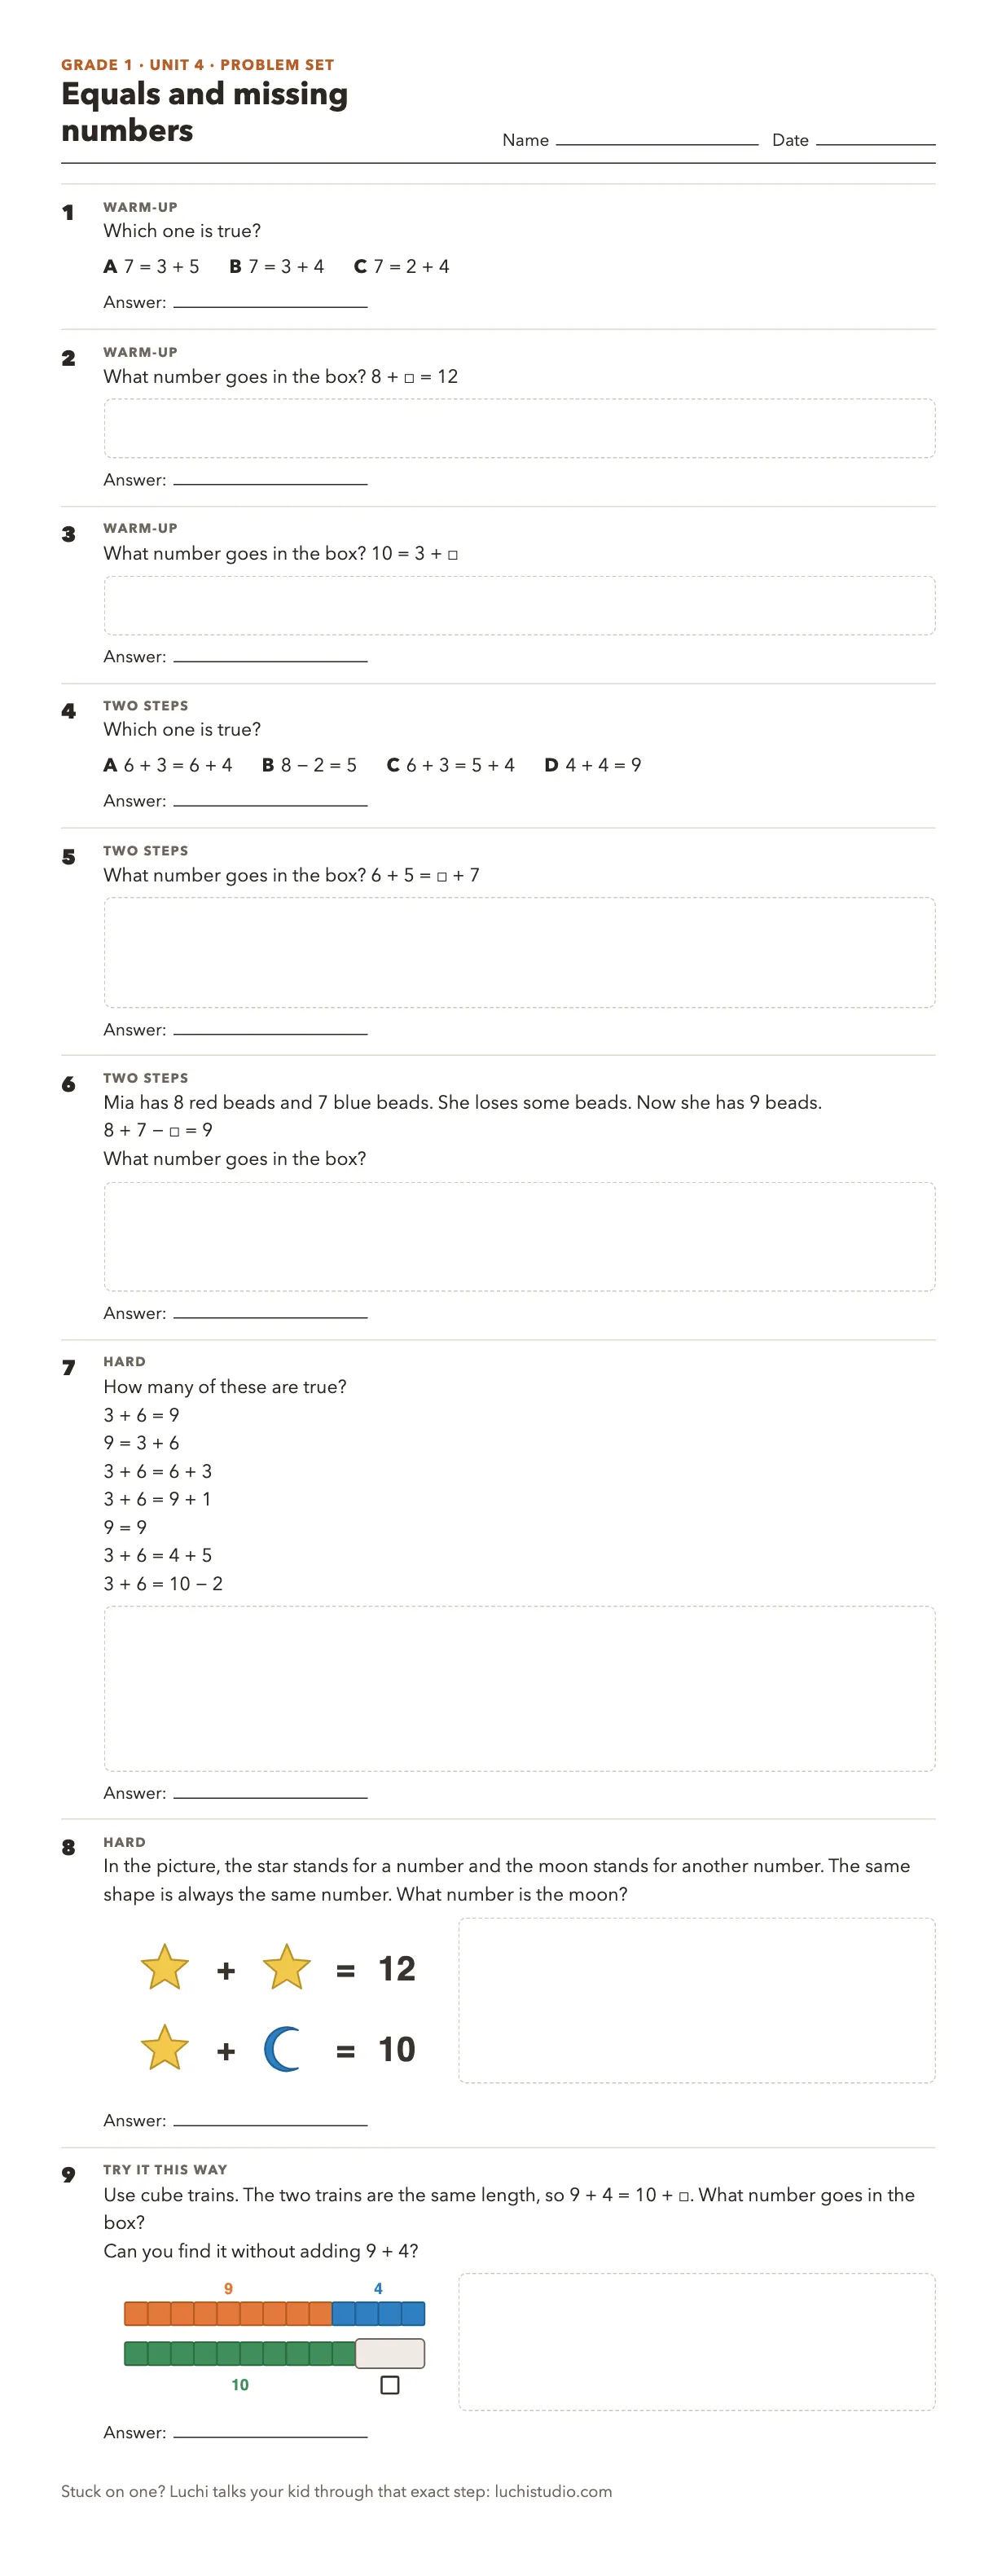 GRADE 1 · UNIT 4 · PROBLEM SET
Equals and missing
numbers
Name Date
1
WARM-UP
Which one is true?
A 7 = 3 + 5 B 7 = 3 + 4 C 7 = 2 + 4
Answer:
2
WARM-UP
What number goes in the box? 8 + □ = 12
Answer:
3
WARM-UP
What number goes in the box? 10 = 3 + □
Answer:
4
TWO STEPS
Which one is true?
A 6 + 3 = 6 + 4 B 8 − 2 = 5 C 6 + 3 = 5 + 4 D 4 + 4 = 9
Answer:
5
TWO STEPS
What number goes in the box? 6 + 5 = □ + 7
Answer:
6
TWO STEPS
Mia has 8 red beads and 7 blue beads. She loses some beads. Now she has 9 beads.
8 + 7 − □ = 9
What number goes in the box?
Answer:
7
HARD
How many of these are true?
3 + 6 = 9
9 = 3 + 6
3 + 6 = 6 + 3
3 + 6 = 9 + 1
9 = 9
3 + 6 = 4 + 5
3 + 6 = 10 − 2
Answer:
8
HARD
In the picture, the star stands for a number and the moon stands for another number. The same
shape is always the same number. What number is the moon?
+ = 12
+ = 10
Answer:
9
TRY IT THIS WAY
Use cube trains. The two trains are the same length, so 9 + 4 = 10 + □. What number goes in the
box?
Can you find it without adding 9 + 4?
9 4
10 □
Answer:
Stuck on one? Luchi talks your kid through that exact step: luchistudio.com